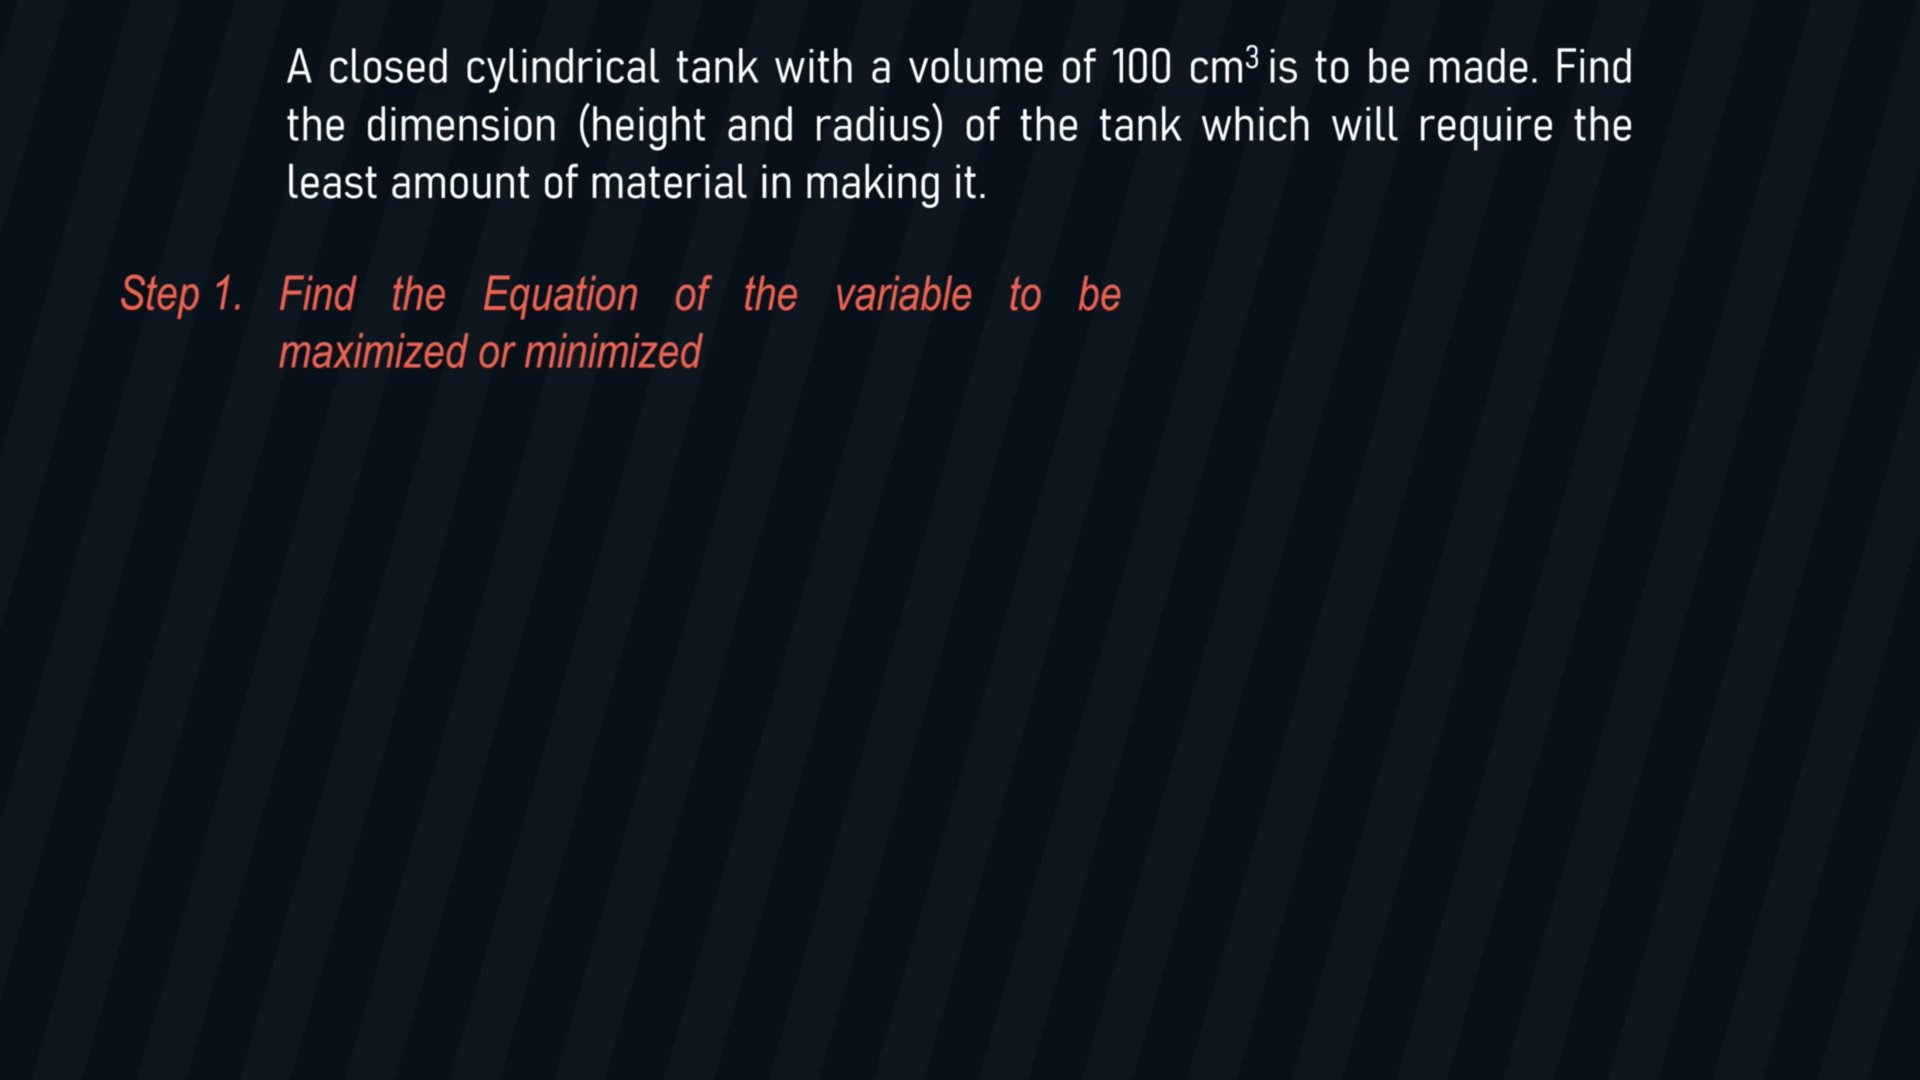 A closed cylindrical tank with a volume of 100 cm³ is to be made. Find
the dimension (height and radius) of the tank which will require the
least amount of material in making it.
Step 1. Find the Equation of the variable to be
maximized or minimized